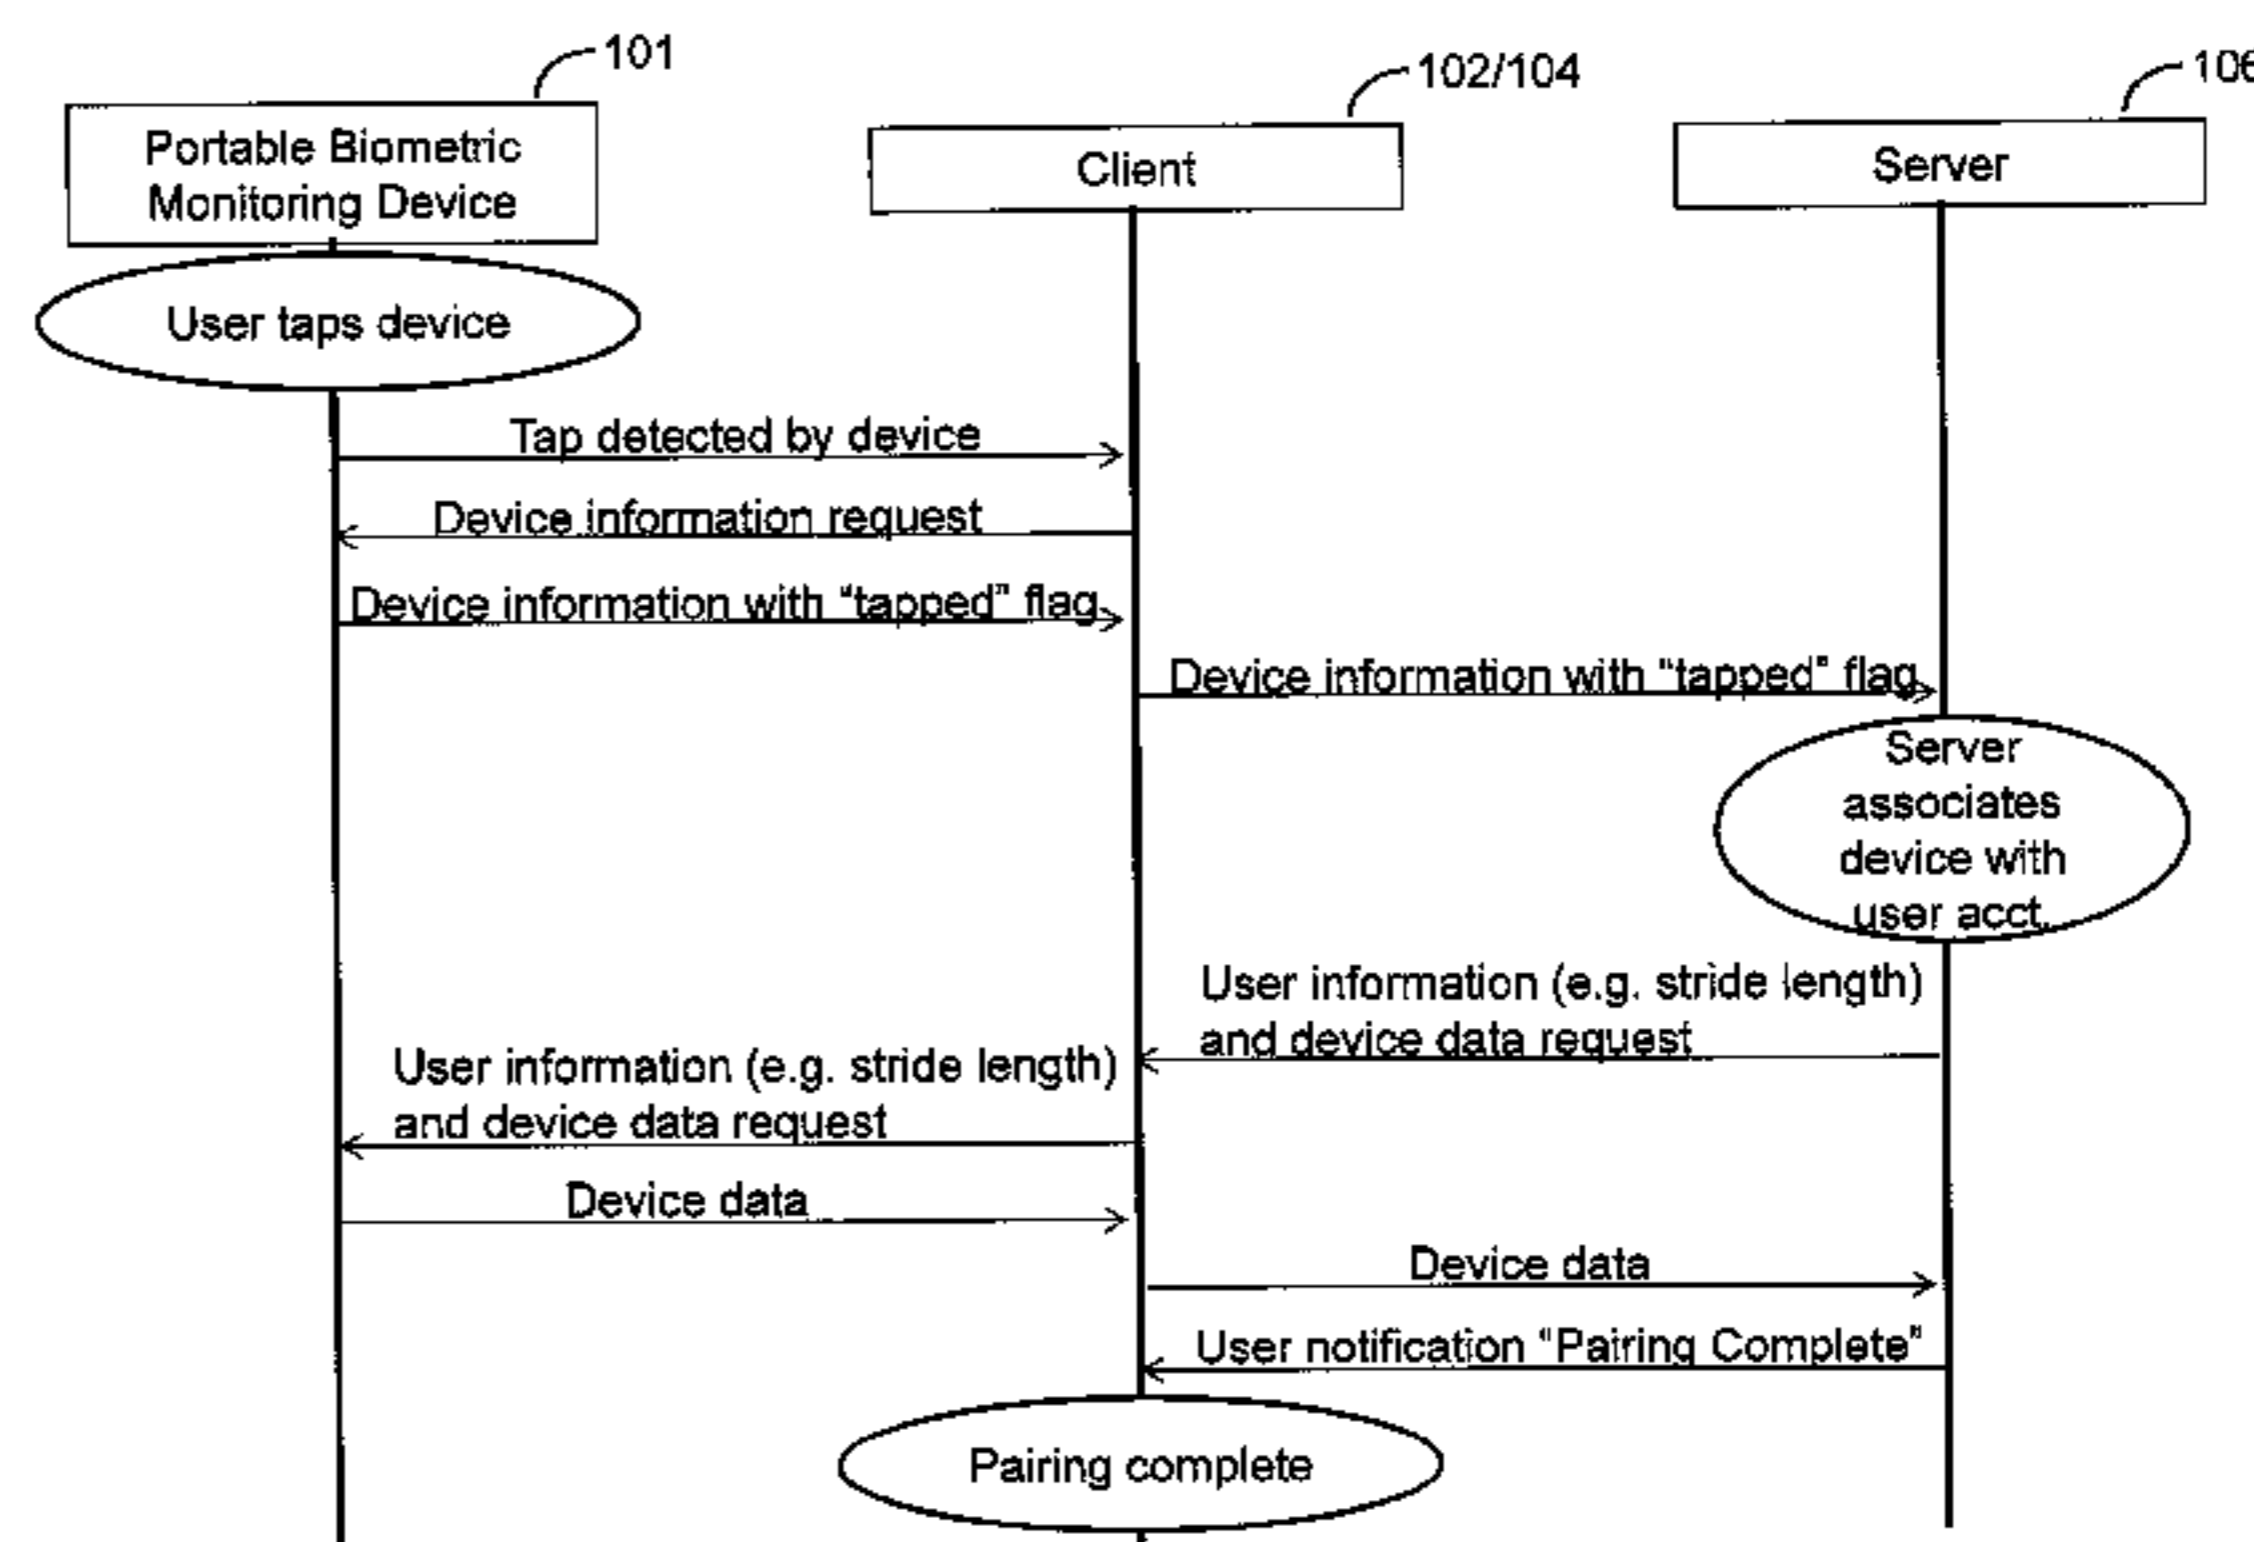 101
102/104
106
Portable Biometric
Monitoring Device
Client
Server
User taps device
Tap detected by device
Device information request
Device information with “tapped” flag
Device information with “tapped” flag
Server
associates
device with
user acct.
User information (e.g. stride length)
and device data request
User information (e.g. stride length)
and device data request
Device data
Device data
User notification “Pairing Complete”
Pairing complete